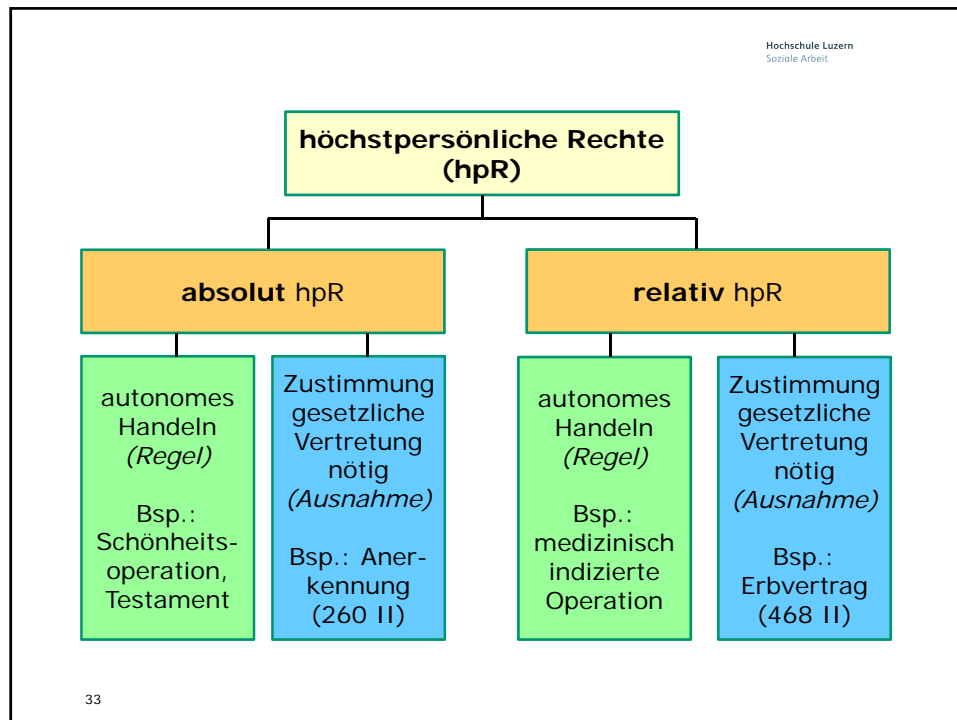 Hochschule Luzern
Soziale Arbeit
höchstpersönliche Rechte
(hpR)
absolut hpR
relativ hpR
autonomes
Handeln
(Regel)
Bsp.:
Schönheits-
operation,
Testament
Zustimmung
gesetzliche
Vertretung
nötig
(Ausnahme)
Bsp.: Aner-
kennung
(260 II)
autonomes
Handeln
(Regel)
Bsp.:
medizinisch
indizierte
Operation
Zustimmung
gesetzliche
Vertretung
nötig
(Ausnahme)
Bsp.:
Erbvertrag
(468 II)
33